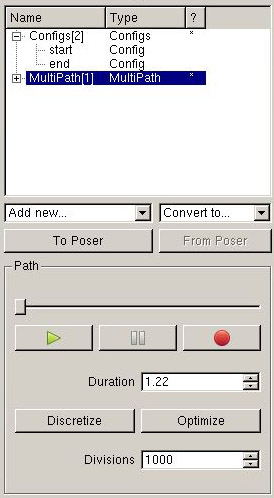 Name Type ?
Configs[2] Configs *
start Config
end Config
MultiPath[1] MultiPath *
Add new... Convert to...
To Poser From Poser
Path
Duration 1.22
Discretize Optimize
Divisions 1000